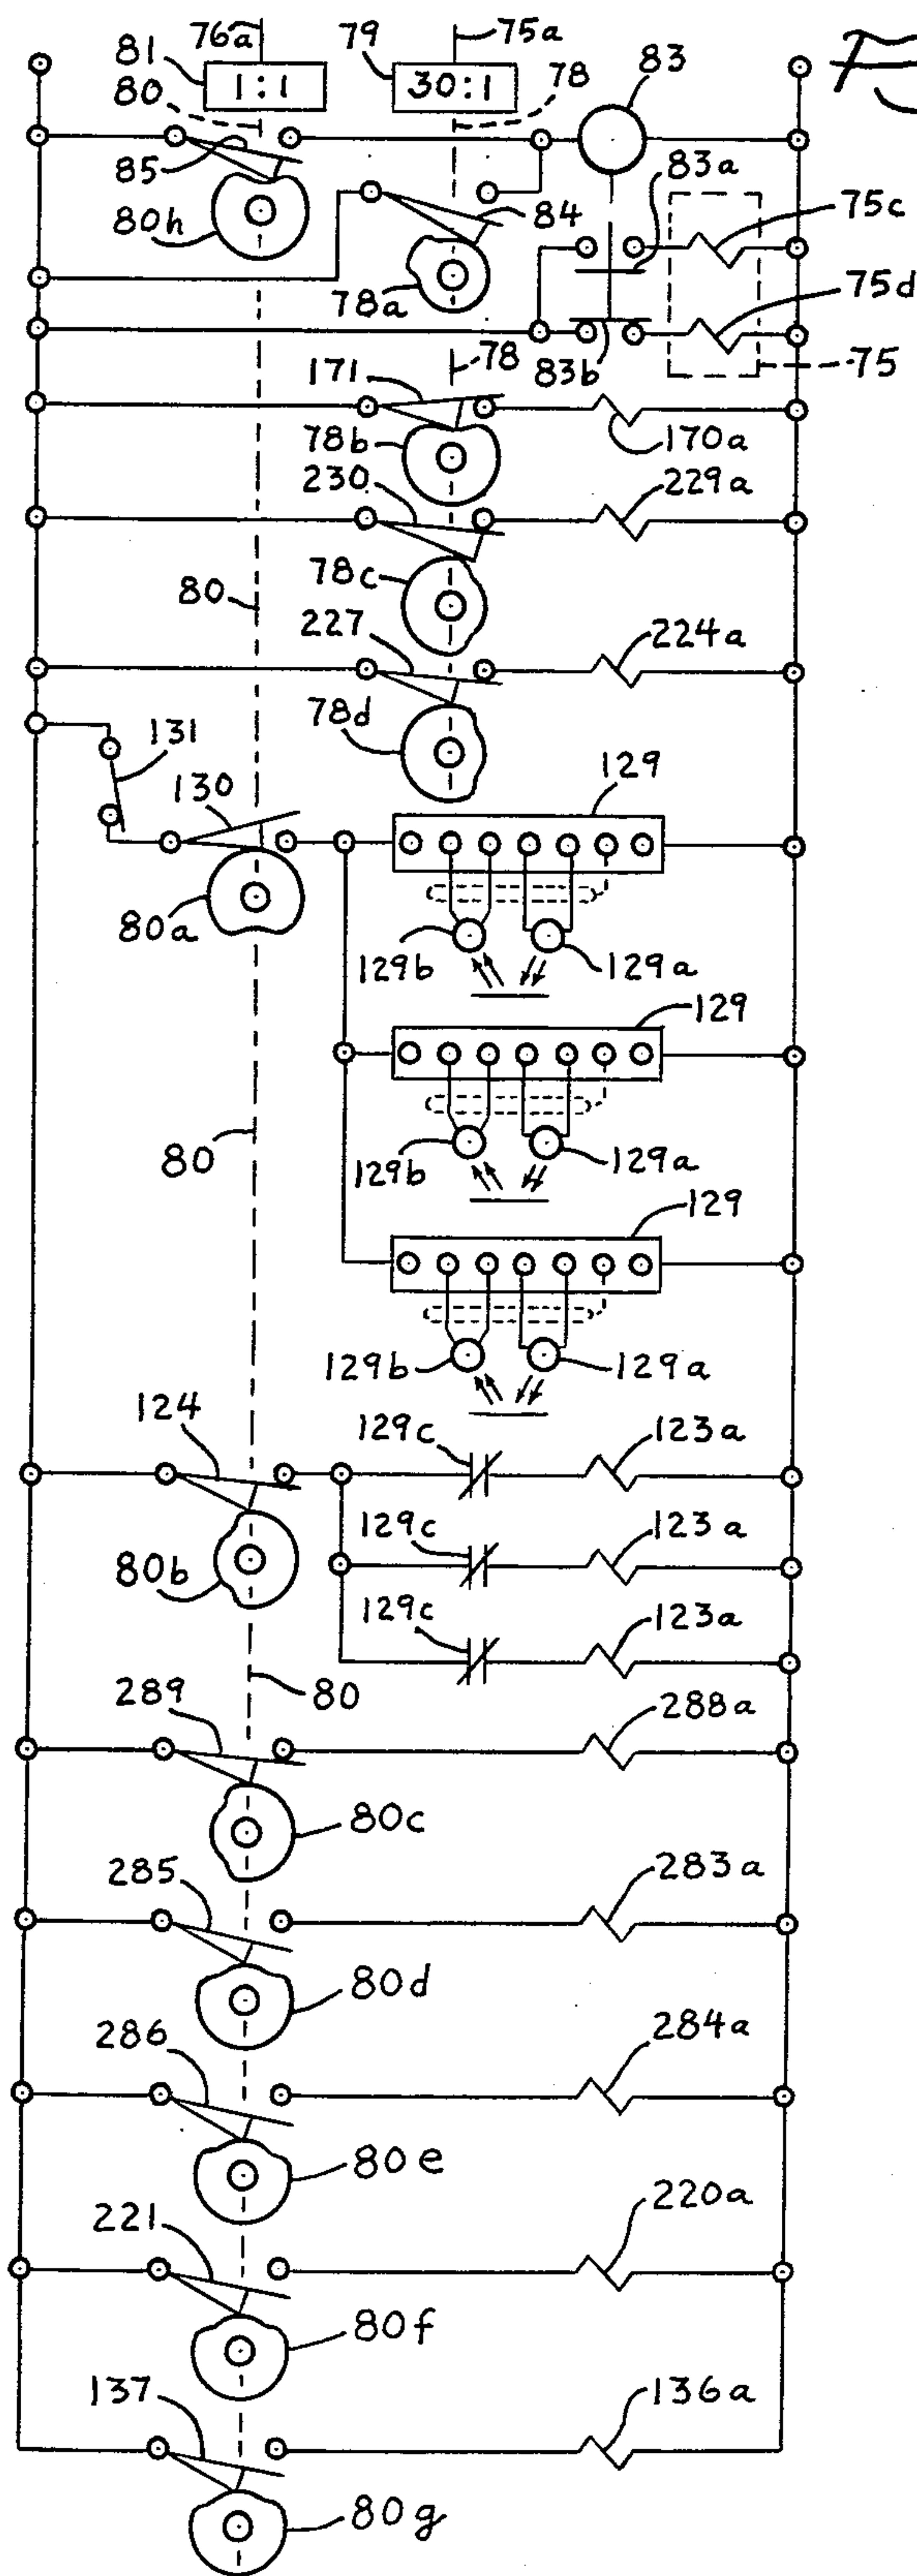 76a 79 75a
81 83
1:1 30:1
80 78
85 83a
84 75c
80h
78a 75d
83b 75
78
171
78b 170a
230 229a
78c
80
227 224a
78d
131
130 129
80a
129b 129a
129
80
129b 129a
129
129b 129a
124 129c 123a
129c 123a
80b
129c 123a
80
289 288a
80c
285 283a
80d
286 284a
80e
221 220a
80f
137 136a
80g